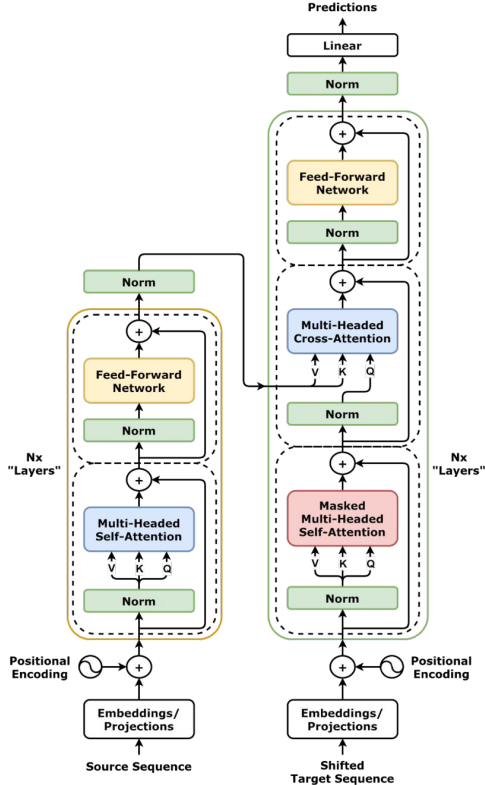 Predictions
Linear
Norm
Feed-Forward
Network
Norm
Multi-Headed
Cross-Attention
V K Q
Norm
Masked
Multi-Headed
Self-Attention
V K Q
Norm
Nx
"Layers"
Positional
Encoding
Embeddings/
Projections
Shifted
Target Sequence
Norm
Feed-Forward
Network
Norm
Nx
"Layers"
Multi-Headed
Self-Attention
V K Q
Norm
Positional
Encoding
Embeddings/
Projections
Source Sequence